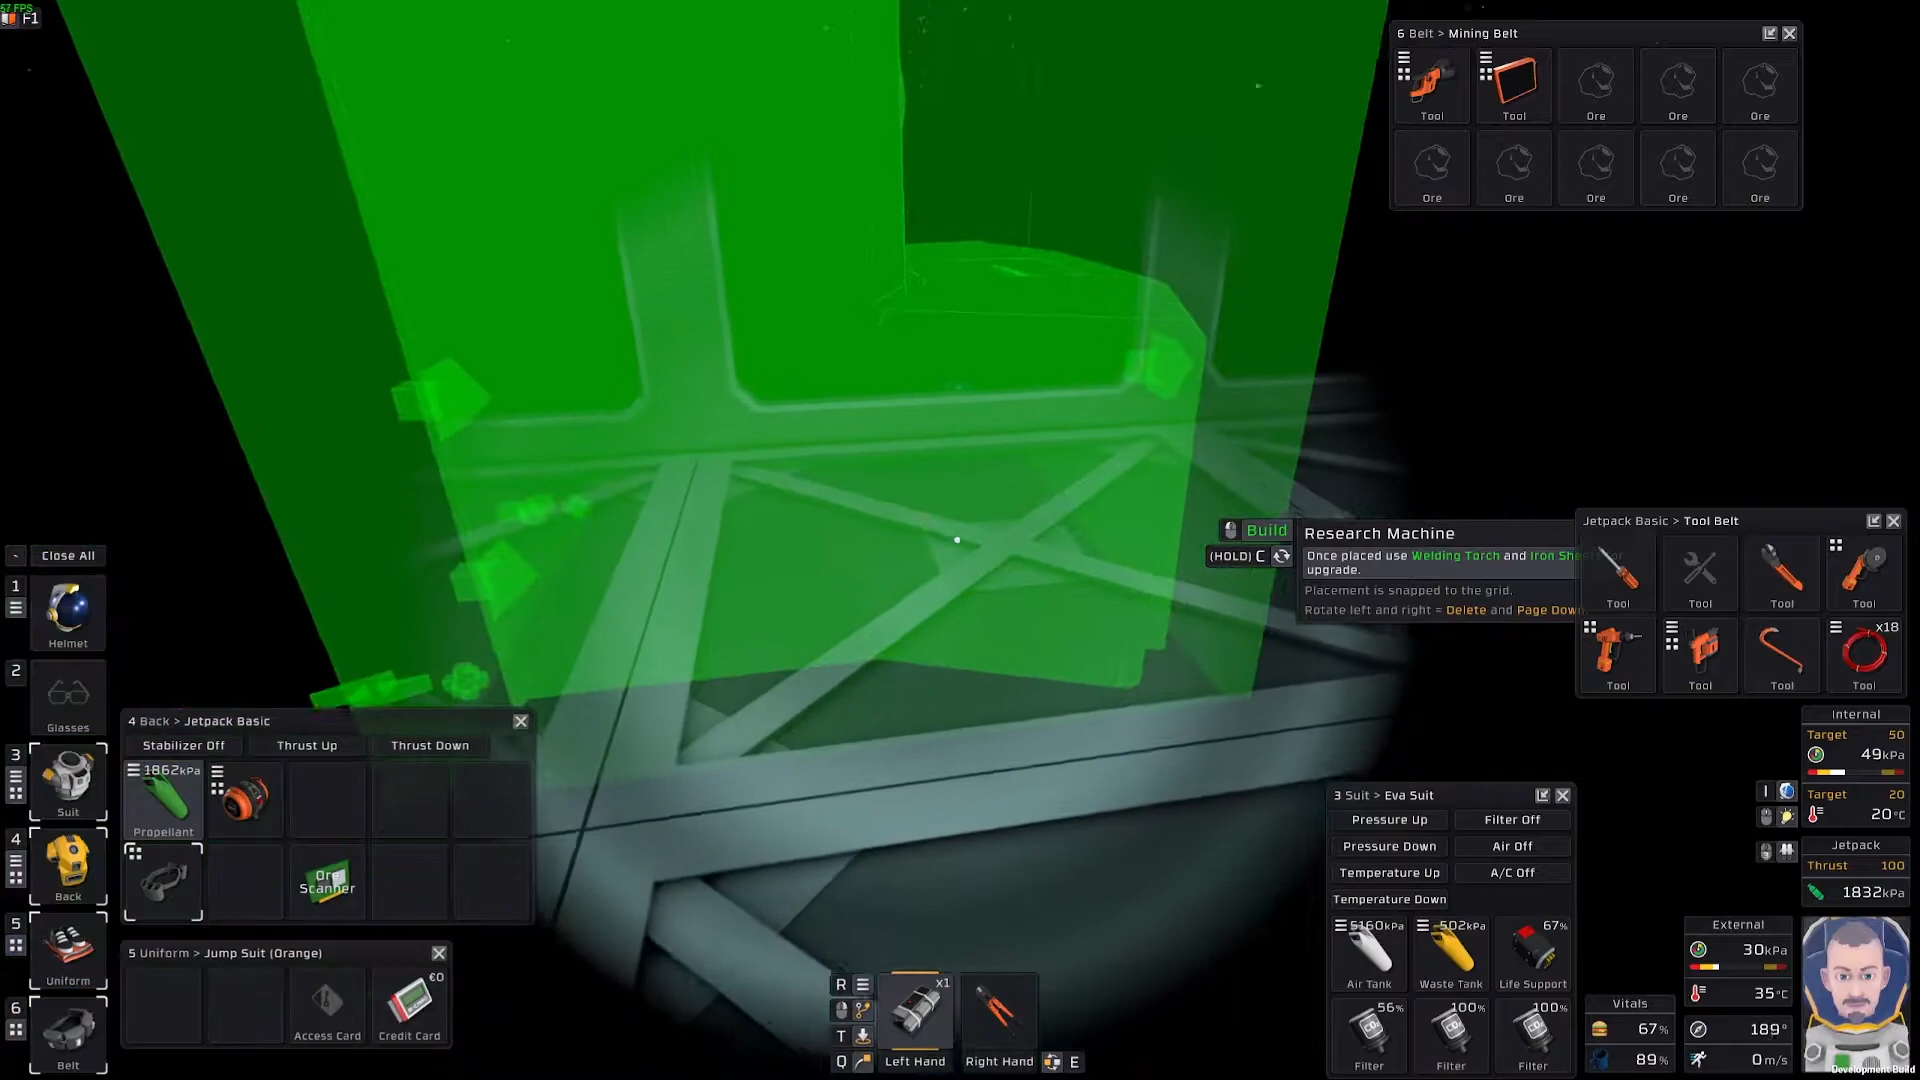 57 FPS
F1
6 Belt > Mining Belt
Tool
Tool
Ore
Ore
Ore
Ore
Ore
Ore
Ore
Ore
Build
Research Machine
(HOLD) C
Once placed use Welding Torch and Iron
upgrade.
Placement is snapped to the grid.
Rotate left and right = Delete and Page
Jetpack Basic > Tool Belt
Tool
Tool
Tool
Tool
x18
Tool
Tool
Tool
Tool
~ Close All
1
Helmet
2
Glasses
3
Suit
4
Back
5
Uniform
6
Belt
4 Back > Jetpack Basic
Stabilizer Off
Thrust Up
Thrust Down
1862kPa
Propellant
Ore
Scanner
5 Uniform > Jump Suit (Orange)
€0
Access Card
Credit Card
R
T
Q
x1
Left Hand
Right Hand
E
3 Suit > Eva Suit
Pressure Up
Filter Off
Pressure Down
Air Off
Temperature Up
A/C Off
Temperature Down
5160kPa
502kPa
67%
Air Tank
Waste Tank
Life Support
56%
100%
100%
Filter
Filter
Filter
Internal
Target 50
49kPa
Target 20
20°C
Jetpack
Thrust 100
1832kPa
External
30kPa
35°C
189°
0m/s
Vitals
67%
89%
Development Build